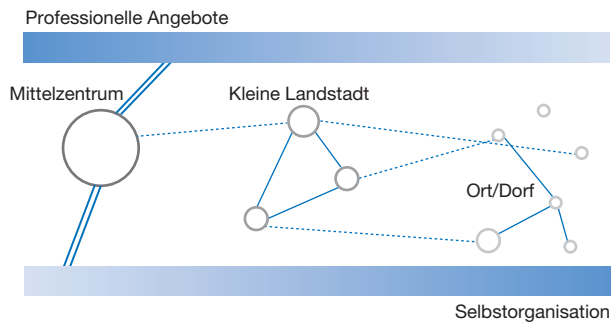 Professionelle Angebote
Mittelzentrum
Kleine Landstadt
Ort/Dorf
Selbstorganisation